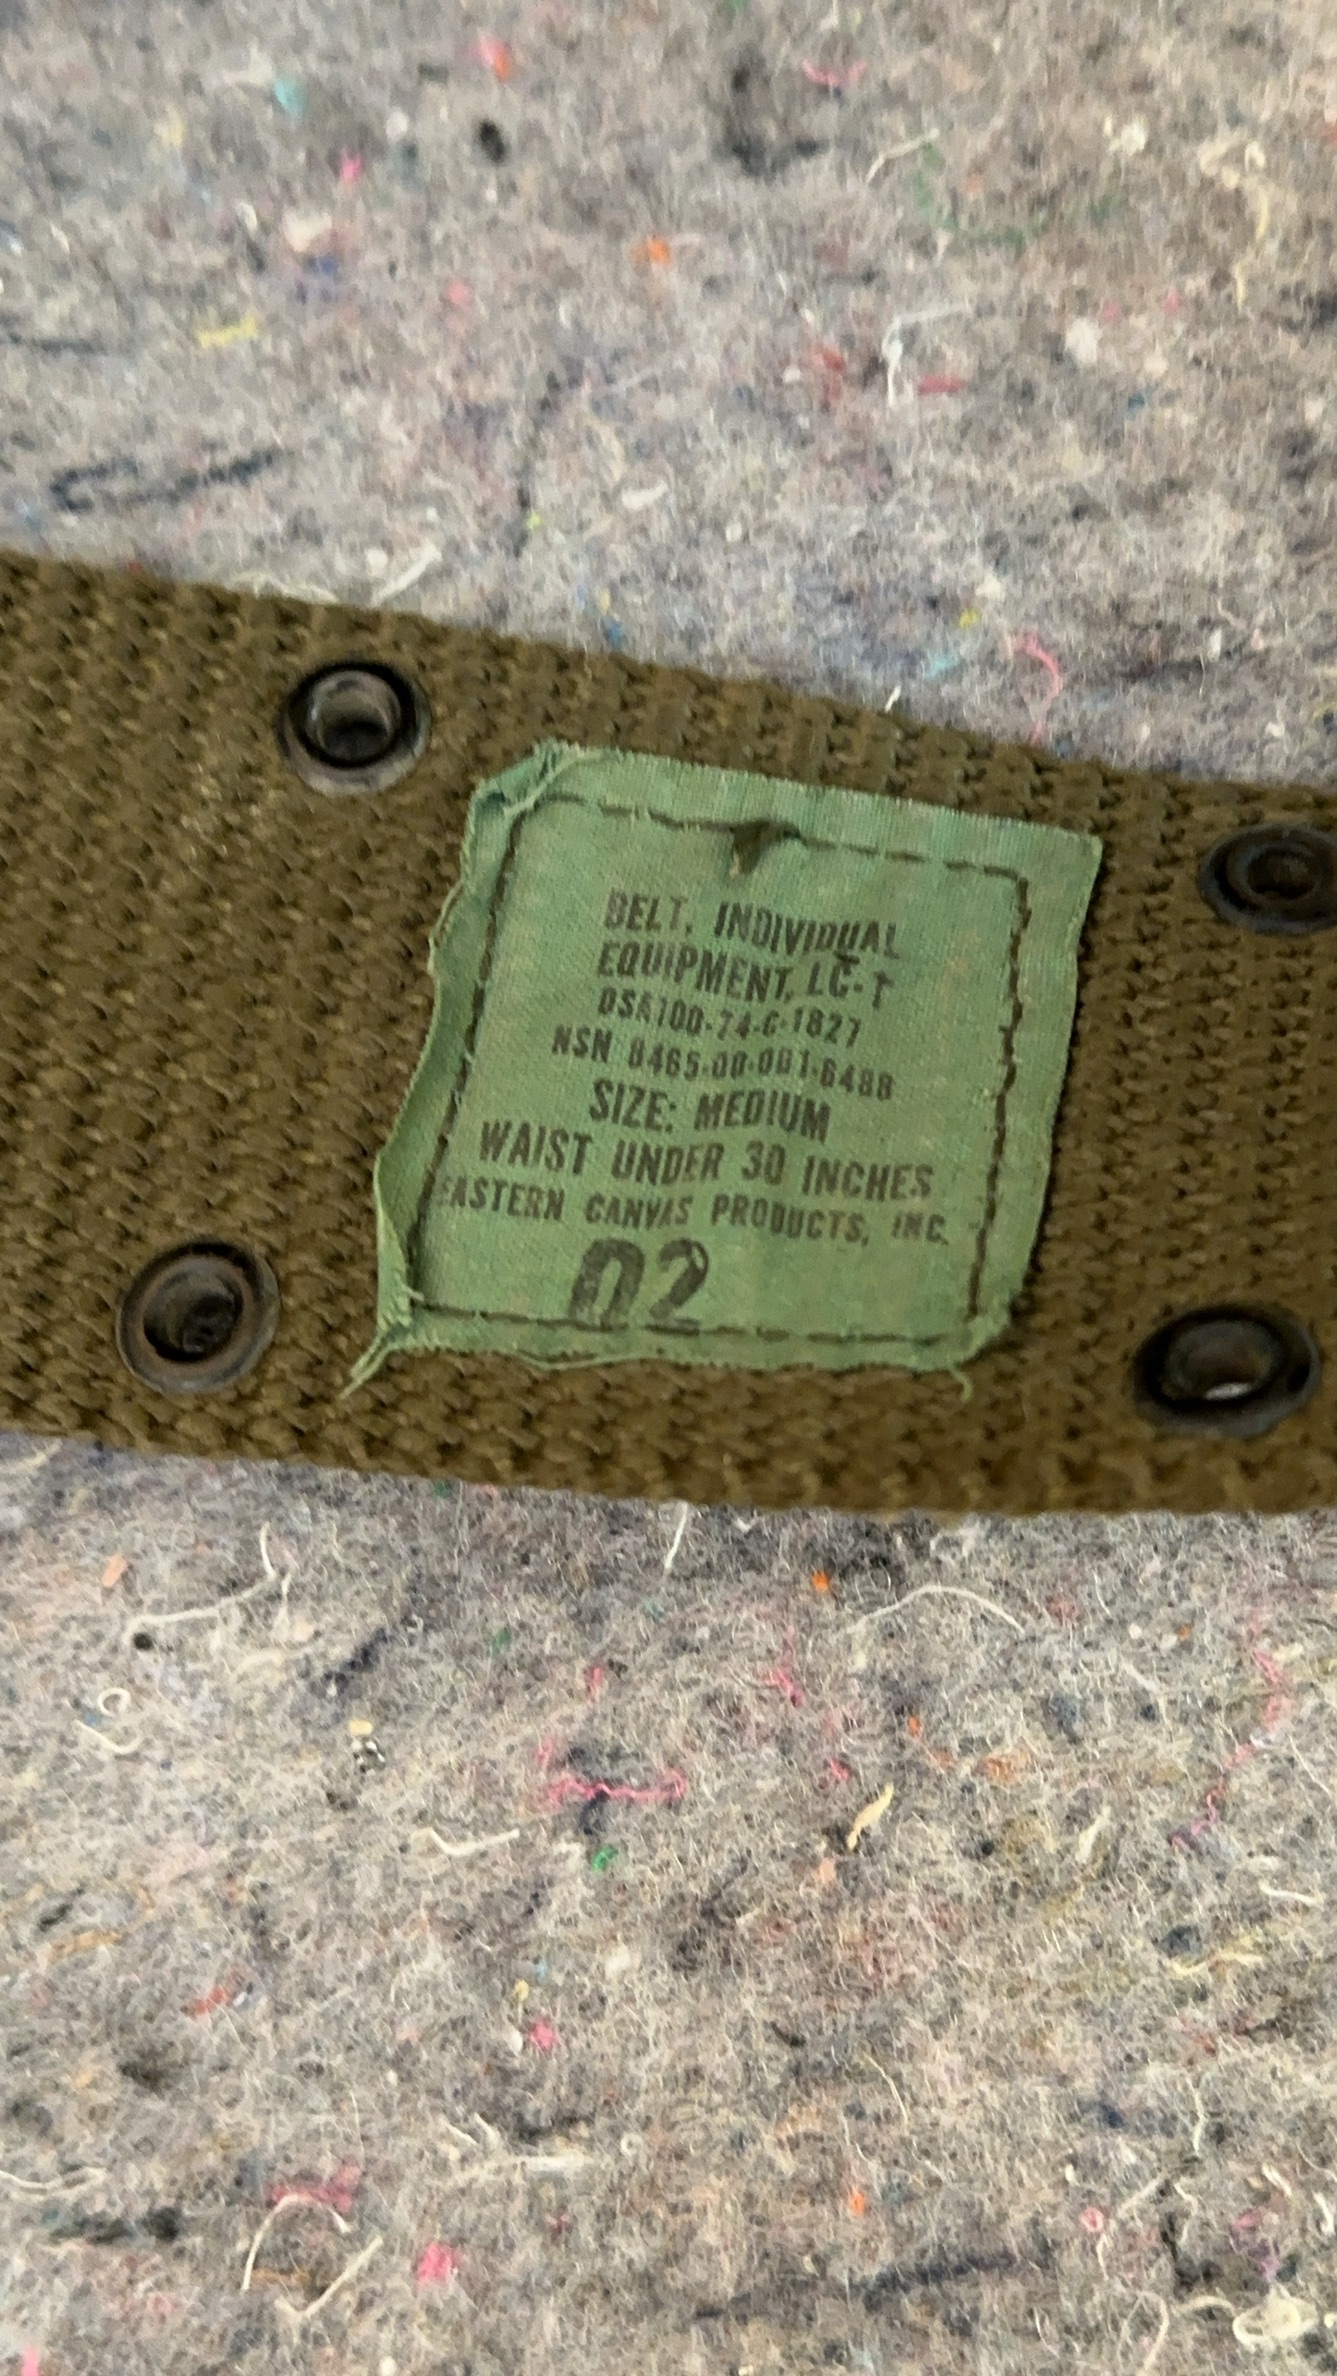 BELT, INDIVIDUAL
EQUIPMENT, LC-1
DSA100-74-C-1827
NSN 8465-00-001-6488
SIZE: MEDIUM
WAIST UNDER 30 INCHES
EASTERN CANVAS PRODUCTS, INC.
02